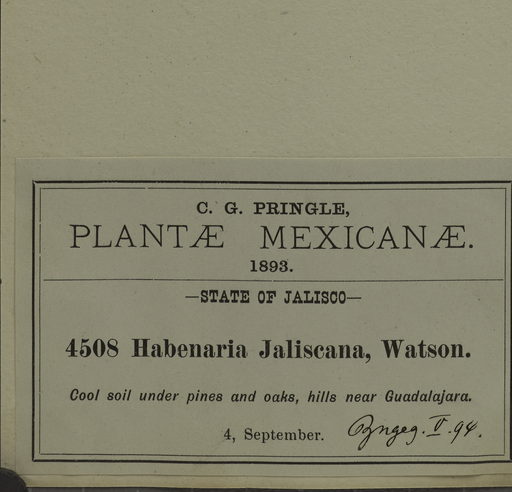 C. G. PRINGLE,
PLANTÆ MEXICANÆ.
1893.
—STATE OF JALISCO—
4508 Habenaria Jaliscana, Watson.
Cool soil under pines and oaks, hills near Guadalajara.
4, September. V. 94.